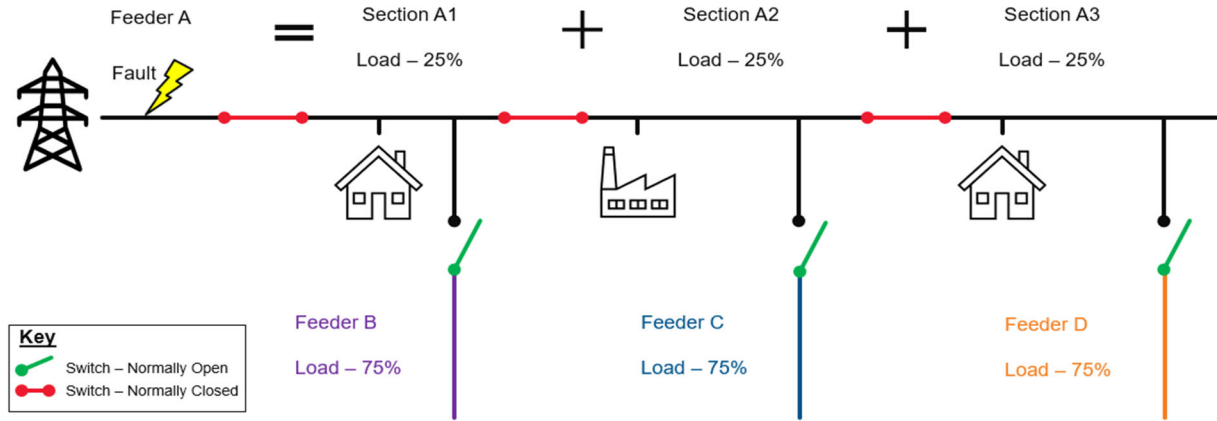 Feeder A
=
Section A1
+
Section A2
+
Section A3
Load – 25%
Load – 25%
Load – 25%
Fault
Feeder B
Feeder C
Feeder D
Load – 75%
Load – 75%
Load – 75%
Key
Switch – Normally Open
Switch – Normally Closed